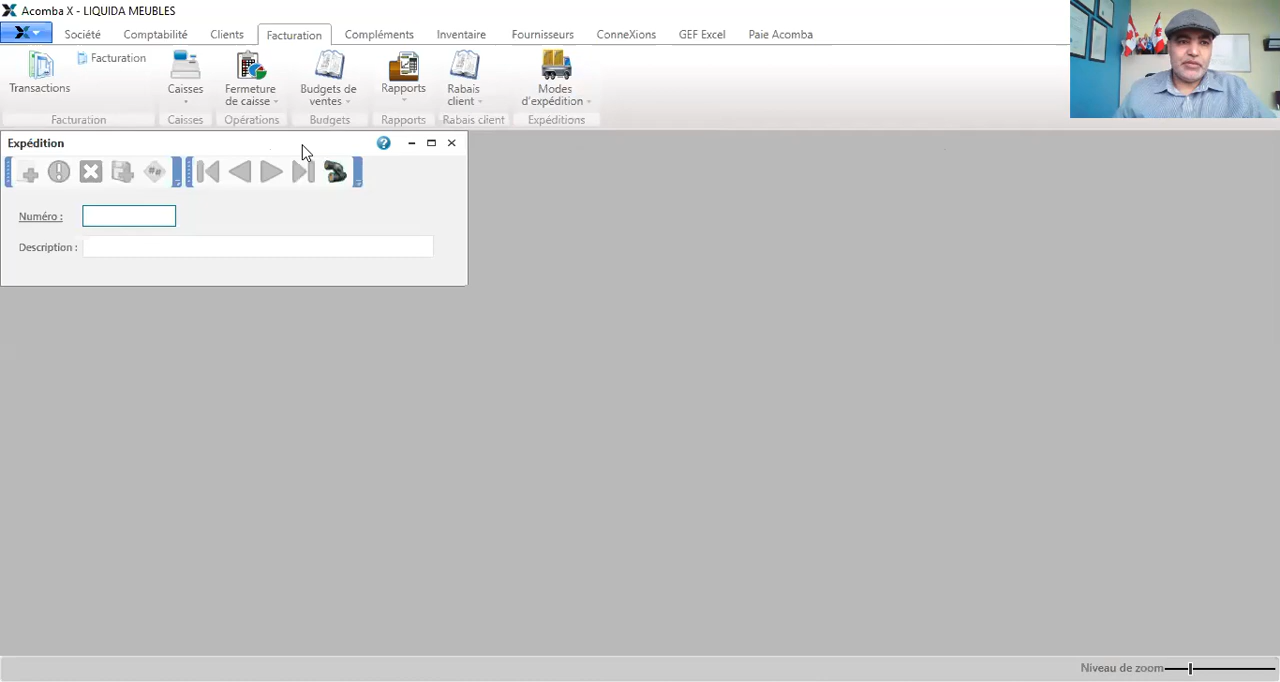 Acomba X - LIQUIDA MEUBLES
Société Comptabilité Clients Facturation Compléments Inventaire Fournisseurs ConneXions GEF Excel Paie Acomba
Transactions
Facturation
Caisses
Fermeture
de caisse
Budgets de
ventes
Rapports
Rabais
client
Modes
d'expédition
Facturation Caisses Opérations Budgets Rapports Rabais client Expéditions
Expédition
Numéro :
Description :
Niveau de zoom